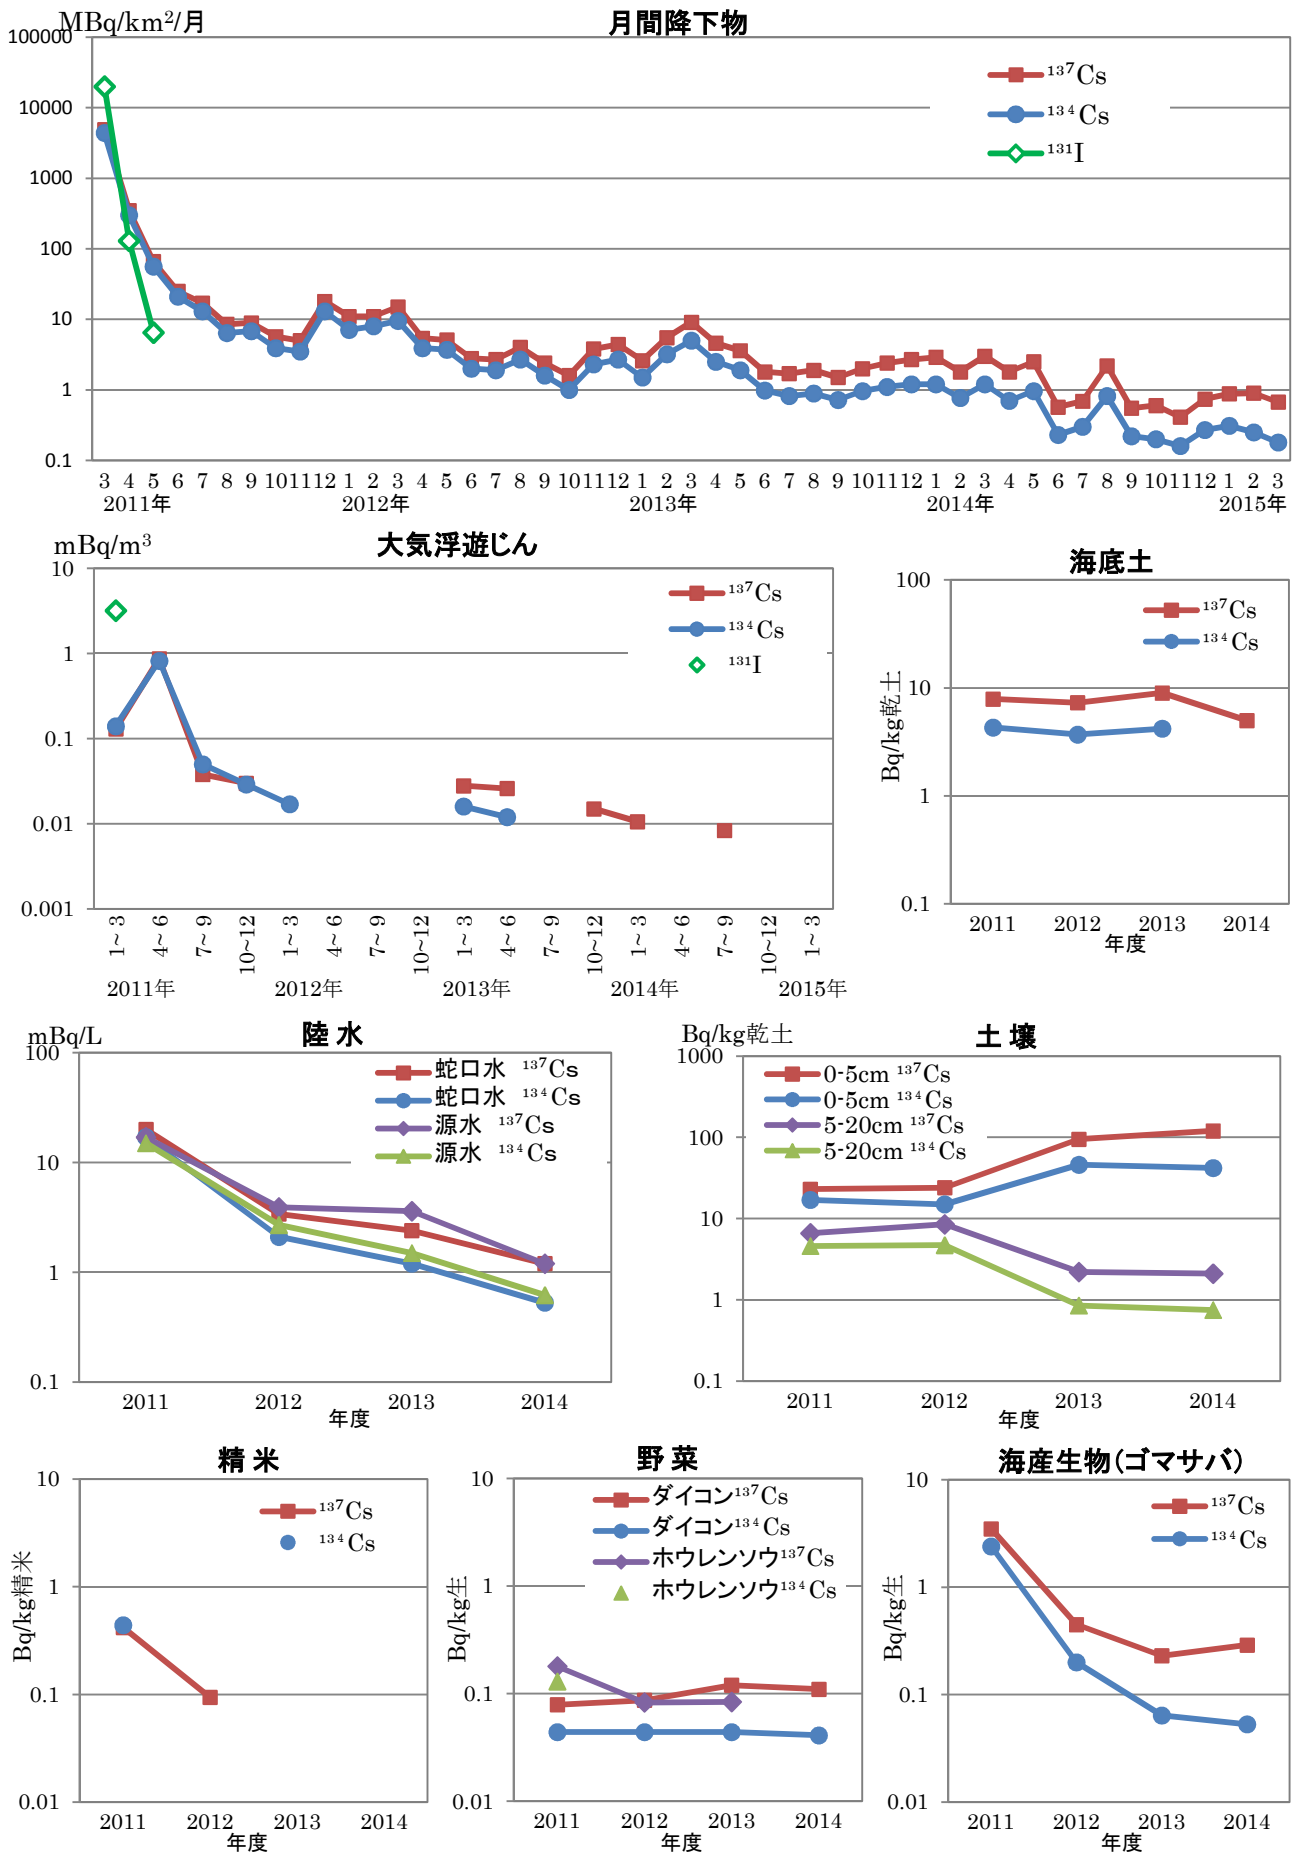 MBq/km²/月
月間降下物
100000
10000
1000
100
10
1
0.1
¹³⁷Cs
¹³⁴Cs
¹³¹I
3 4 5 6 7 8 9 10 11 12 1 2 3 4 5 6 7 8 9 10 11 12 1 2 3 4 5 6 7 8 9 10 11 12 1 2 3 4 5 6 7 8 9 10 11 12 1 2 3
2011年 2012年 2013年 2014年 2015年
mBq/m³
大気浮遊じん
10
1
0.1
0.01
0.001
¹³⁷Cs
¹³⁴Cs
¹³¹I
1~3 4~6 7~9 10~12 1~3 4~6 7~9 10~12 1~3 4~6 7~9 10~12 1~3 4~6 7~9 10~12 1~3
2011年 2012年 2013年 2014年 2015年
海底土
Bq/kg乾土
100
10
1
0.1
¹³⁷Cs
¹³⁴Cs
2011 2012 2013 2014
年度
mBq/L
陸 水
100
10
1
0.1
蛇口水 ¹³⁷Cs
蛇口水 ¹³⁴Cs
源水 ¹³⁷Cs
源水 ¹³⁴Cs
2011 2012 2013 2014
年度
Bq/kg乾土
土 壌
1000
100
10
1
0.1
0-5cm ¹³⁷Cs
0-5cm ¹³⁴Cs
5-20cm ¹³⁷Cs
5-20cm ¹³⁴Cs
2011 2012 2013 2014
年度
精 米
Bq/kg精米
10
1
0.1
0.01
¹³⁷Cs
¹³⁴Cs
2011 2012 2013 2014
年度
野 菜
Bq/kg生
10
1
0.1
0.01
ダイコン¹³⁷Cs
ダイコン¹³⁴Cs
ホウレンソウ¹³⁷Cs
ホウレンソウ¹³⁴Cs
2011 2012 2013 2014
年度
海産生物(ゴマサバ)
Bq/kg生
10
1
0.1
0.01
¹³⁷Cs
¹³⁴Cs
2011 2012 2013 2014
年度